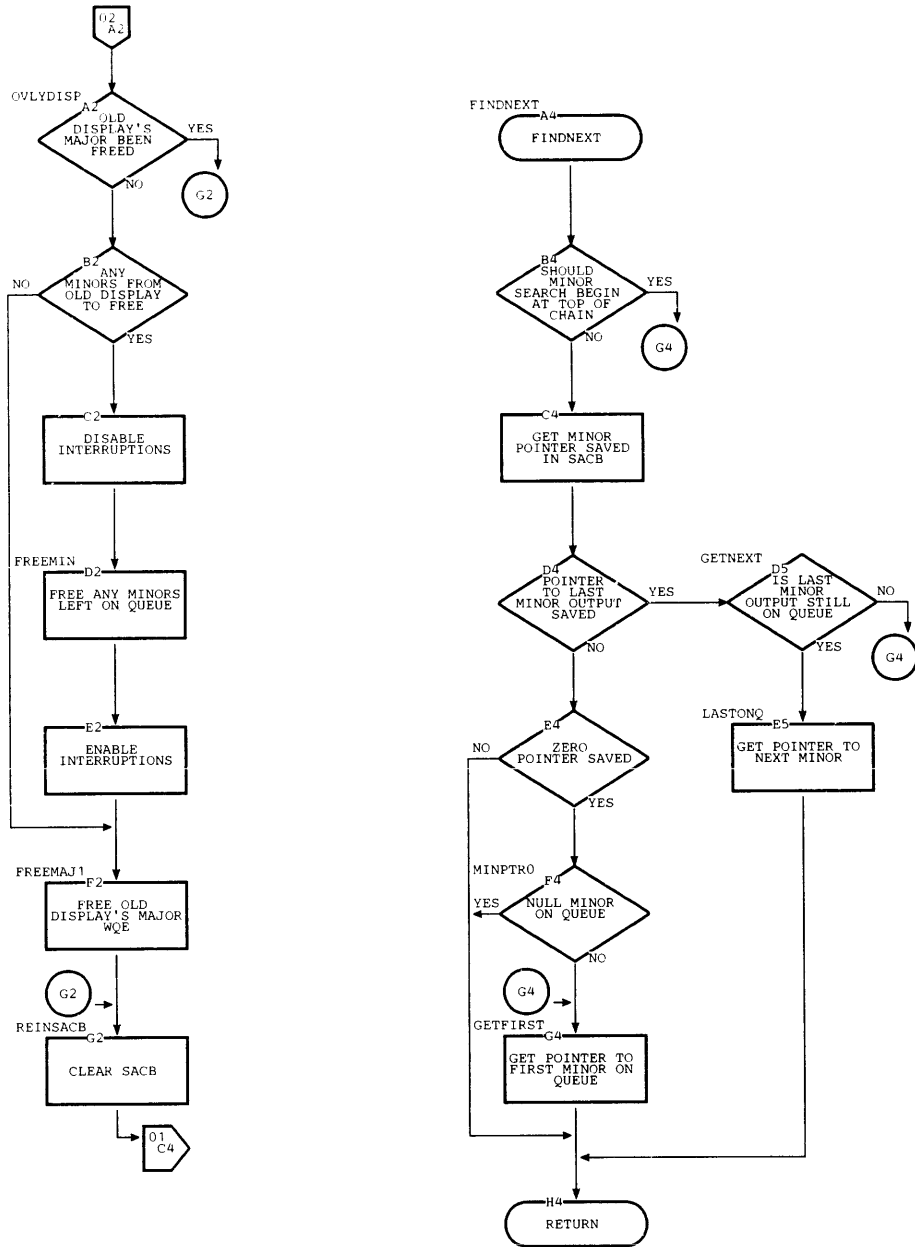 02
A2
OVLYDISP
A2
OLD
DISPLAY'S
MAJOR BEEN
FREED
YES
G2
NO
B2
ANY
MINORS FROM
OLD DISPLAY
TO FREE
NO
YES
C2
DISABLE
INTERRUPTIONS
FREEMIN
D2
FREE ANY MINORS
LEFT ON QUEUE
E2
ENABLE
INTERRUPTIONS
FREEMAJ1
F2
FREE OLD
DISPLAY'S MAJOR
WQE
G2
REINSACB
G2
CLEAR SACB
01
C4
FINDNEXT
A4
FINDNEXT
B4
SHOULD
MINOR
SEARCH BEGIN
AT TOP OF
CHAIN
YES
G4
NO
C4
GET MINOR
POINTER SAVED
IN SACB
D4
POINTER
TO LAST
MINOR OUTPUT
SAVED
YES
NO
GETNEXT
D5
IS LAST
MINOR
OUTPUT STILL
ON QUEUE
NO
G4
YES
LASTONQ
E5
GET POINTER TO
NEXT MINOR
E4
ZERO
POINTER SAVED
NO
YES
MINPTR0
F4
NULL MINOR
ON QUEUE
YES
NO
G4
GETFIRST
G4
GET POINTER TO
FIRST MINOR ON
QUEUE
H4
RETURN